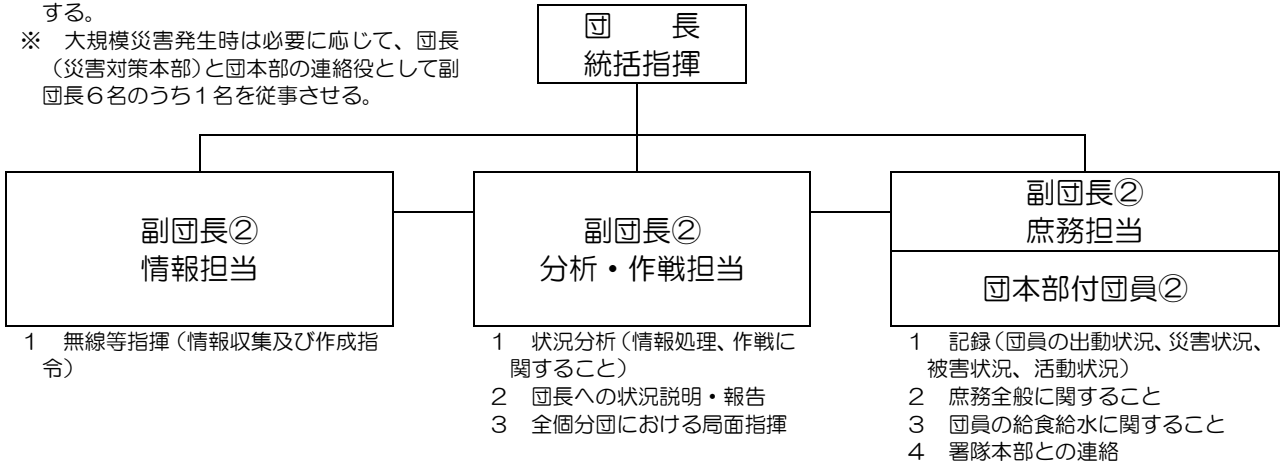 する。
※　大規模災害発生時は必要に応じて、団長
（災害対策本部）と団本部の連絡役として副
団長６名のうち１名を従事させる。
団　　長
統括指揮
副団長②
情報担当
副団長②
分析・作戦担当
副団長②
庶務担当
団本部付団員②
１　無線等指揮（情報収集及び作成指
令）
１　状況分析（情報処理、作戦に
関すること）
２　団長への状況説明・報告
３　全個分団における局面指揮
１　記録（団員の出動状況、災害状況、
被害状況、活動状況）
２　庶務全般に関すること
３　団員の給食給水に関すること
４　署隊本部との連絡